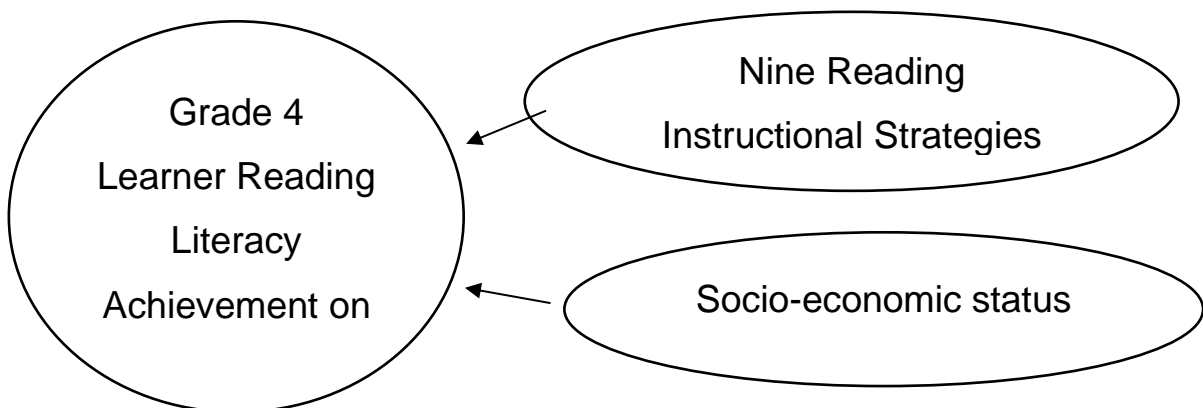 Grade 4
Learner Reading
Literacy
Achievement on
Nine Reading
Instructional Strategies
Socio-economic status